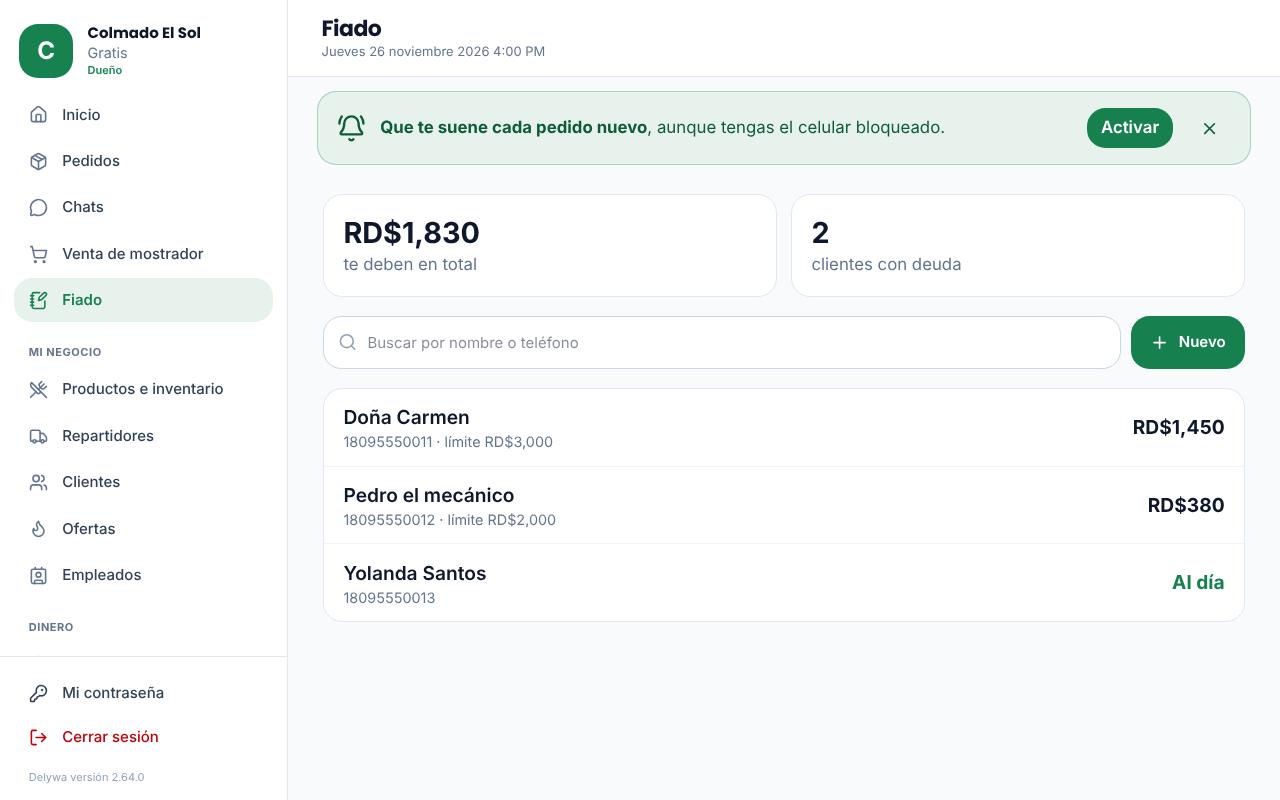 C
Colmado El Sol
Gratis
Dueño
Inicio
Pedidos
Chats
Venta de mostrador
Fiado
MI NEGOCIO
Productos e inventario
Repartidores
Clientes
Ofertas
Empleados
DINERO
Mi contraseña
Cerrar sesión
Delywa versión 2.64.0
Fiado
Jueves 26 noviembre 2026 4:00 PM
Que te suene cada pedido nuevo, aunque tengas el celular bloqueado.
Activar
RD$1,830
te deben en total
2
clientes con deuda
Buscar por nombre o teléfono
Nuevo
Doña Carmen
18095550011 · límite RD$3,000
RD$1,450
Pedro el mecánico
18095550012 · límite RD$2,000
RD$380
Yolanda Santos
18095550013
Al día